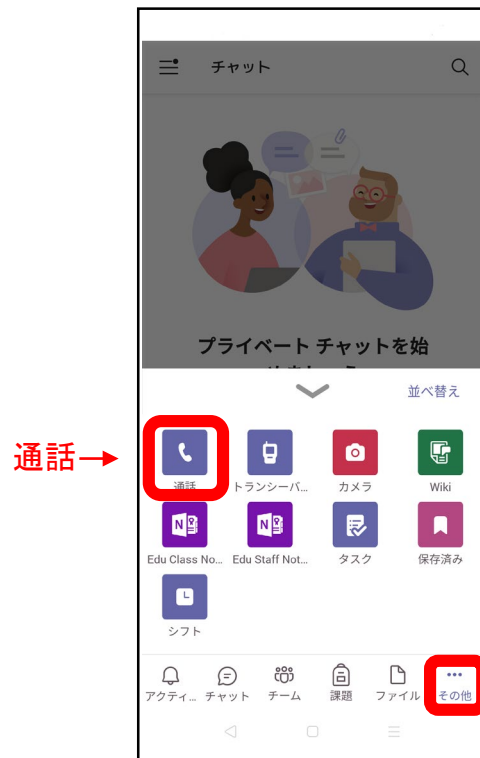 チャット
プライベート チャットを始
並べ替え
通話→
通話
トランシーバ...
カメラ
Wiki
Edu Class No...
Edu Staff Not...
タスク
保存済み
シフト
アクティ...
チャット
チーム
課題
ファイル
その他